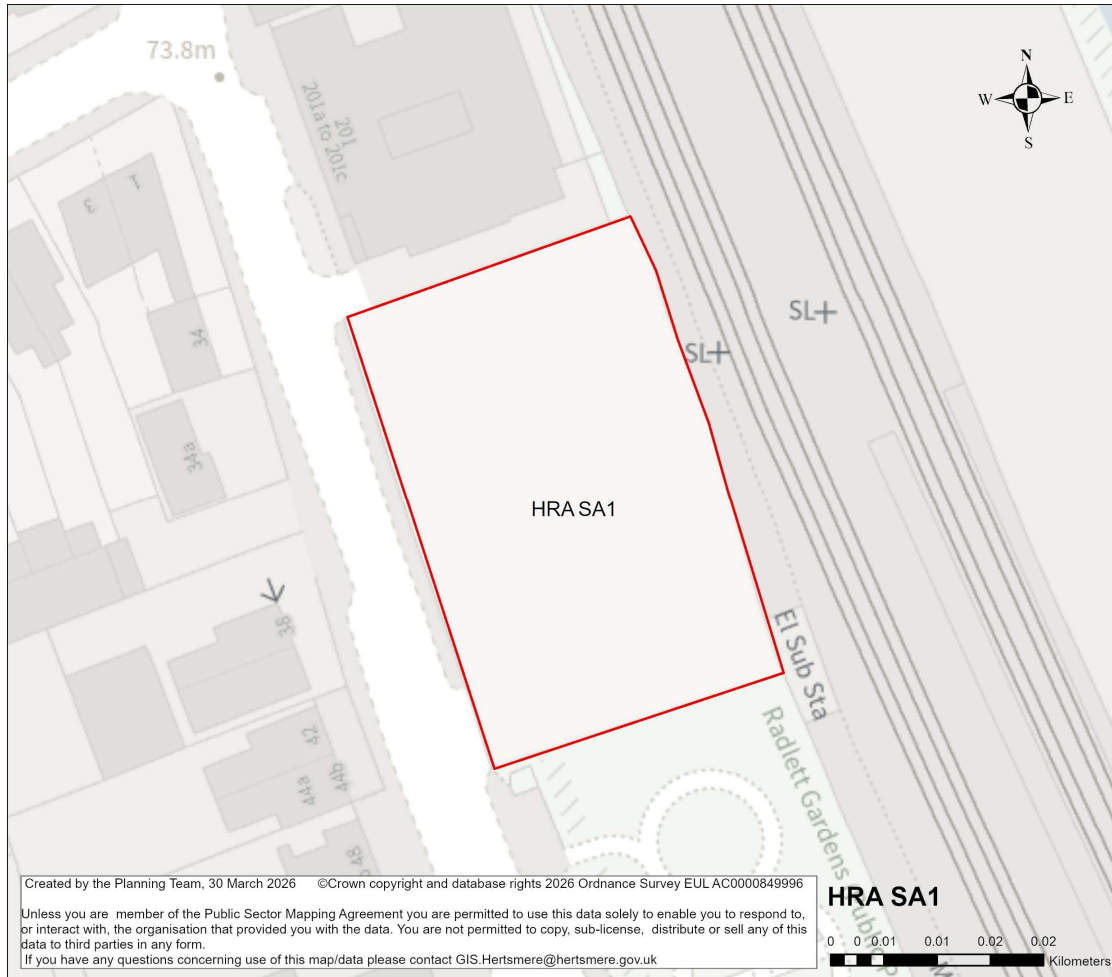 73.8m
N
W E
S
201
201a to 201c
1
3
34
SL
SL
34a
HRA SA1
38
El Sub Sta
42
44b
44a
48
Radlett Gardens
Created by the Planning Team, 30 March 2026 ©Crown copyright and database rights 2026 Ordnance Survey EUL AC0000849996
Unless you are member of the Public Sector Mapping Agreement you are permitted to use this data solely to enable you to respond to,
or interact with, the organisation that provided you with the data. You are not permitted to copy, sub-license, distribute or sell any of this
data to third parties in any form.
If you have any questions concerning use of this map/data please contact GIS.Hertsmere@hertsmere.gov.uk
HRA SA1
0 0 0.01 0.01 0.02 0.02
Kilometers